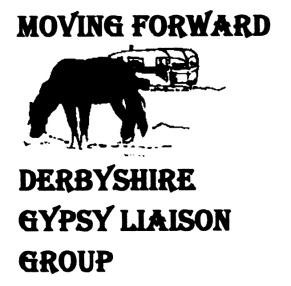 MOVING FORWARD
DERBYSHIRE
GYPSY LIAISON
GROUP